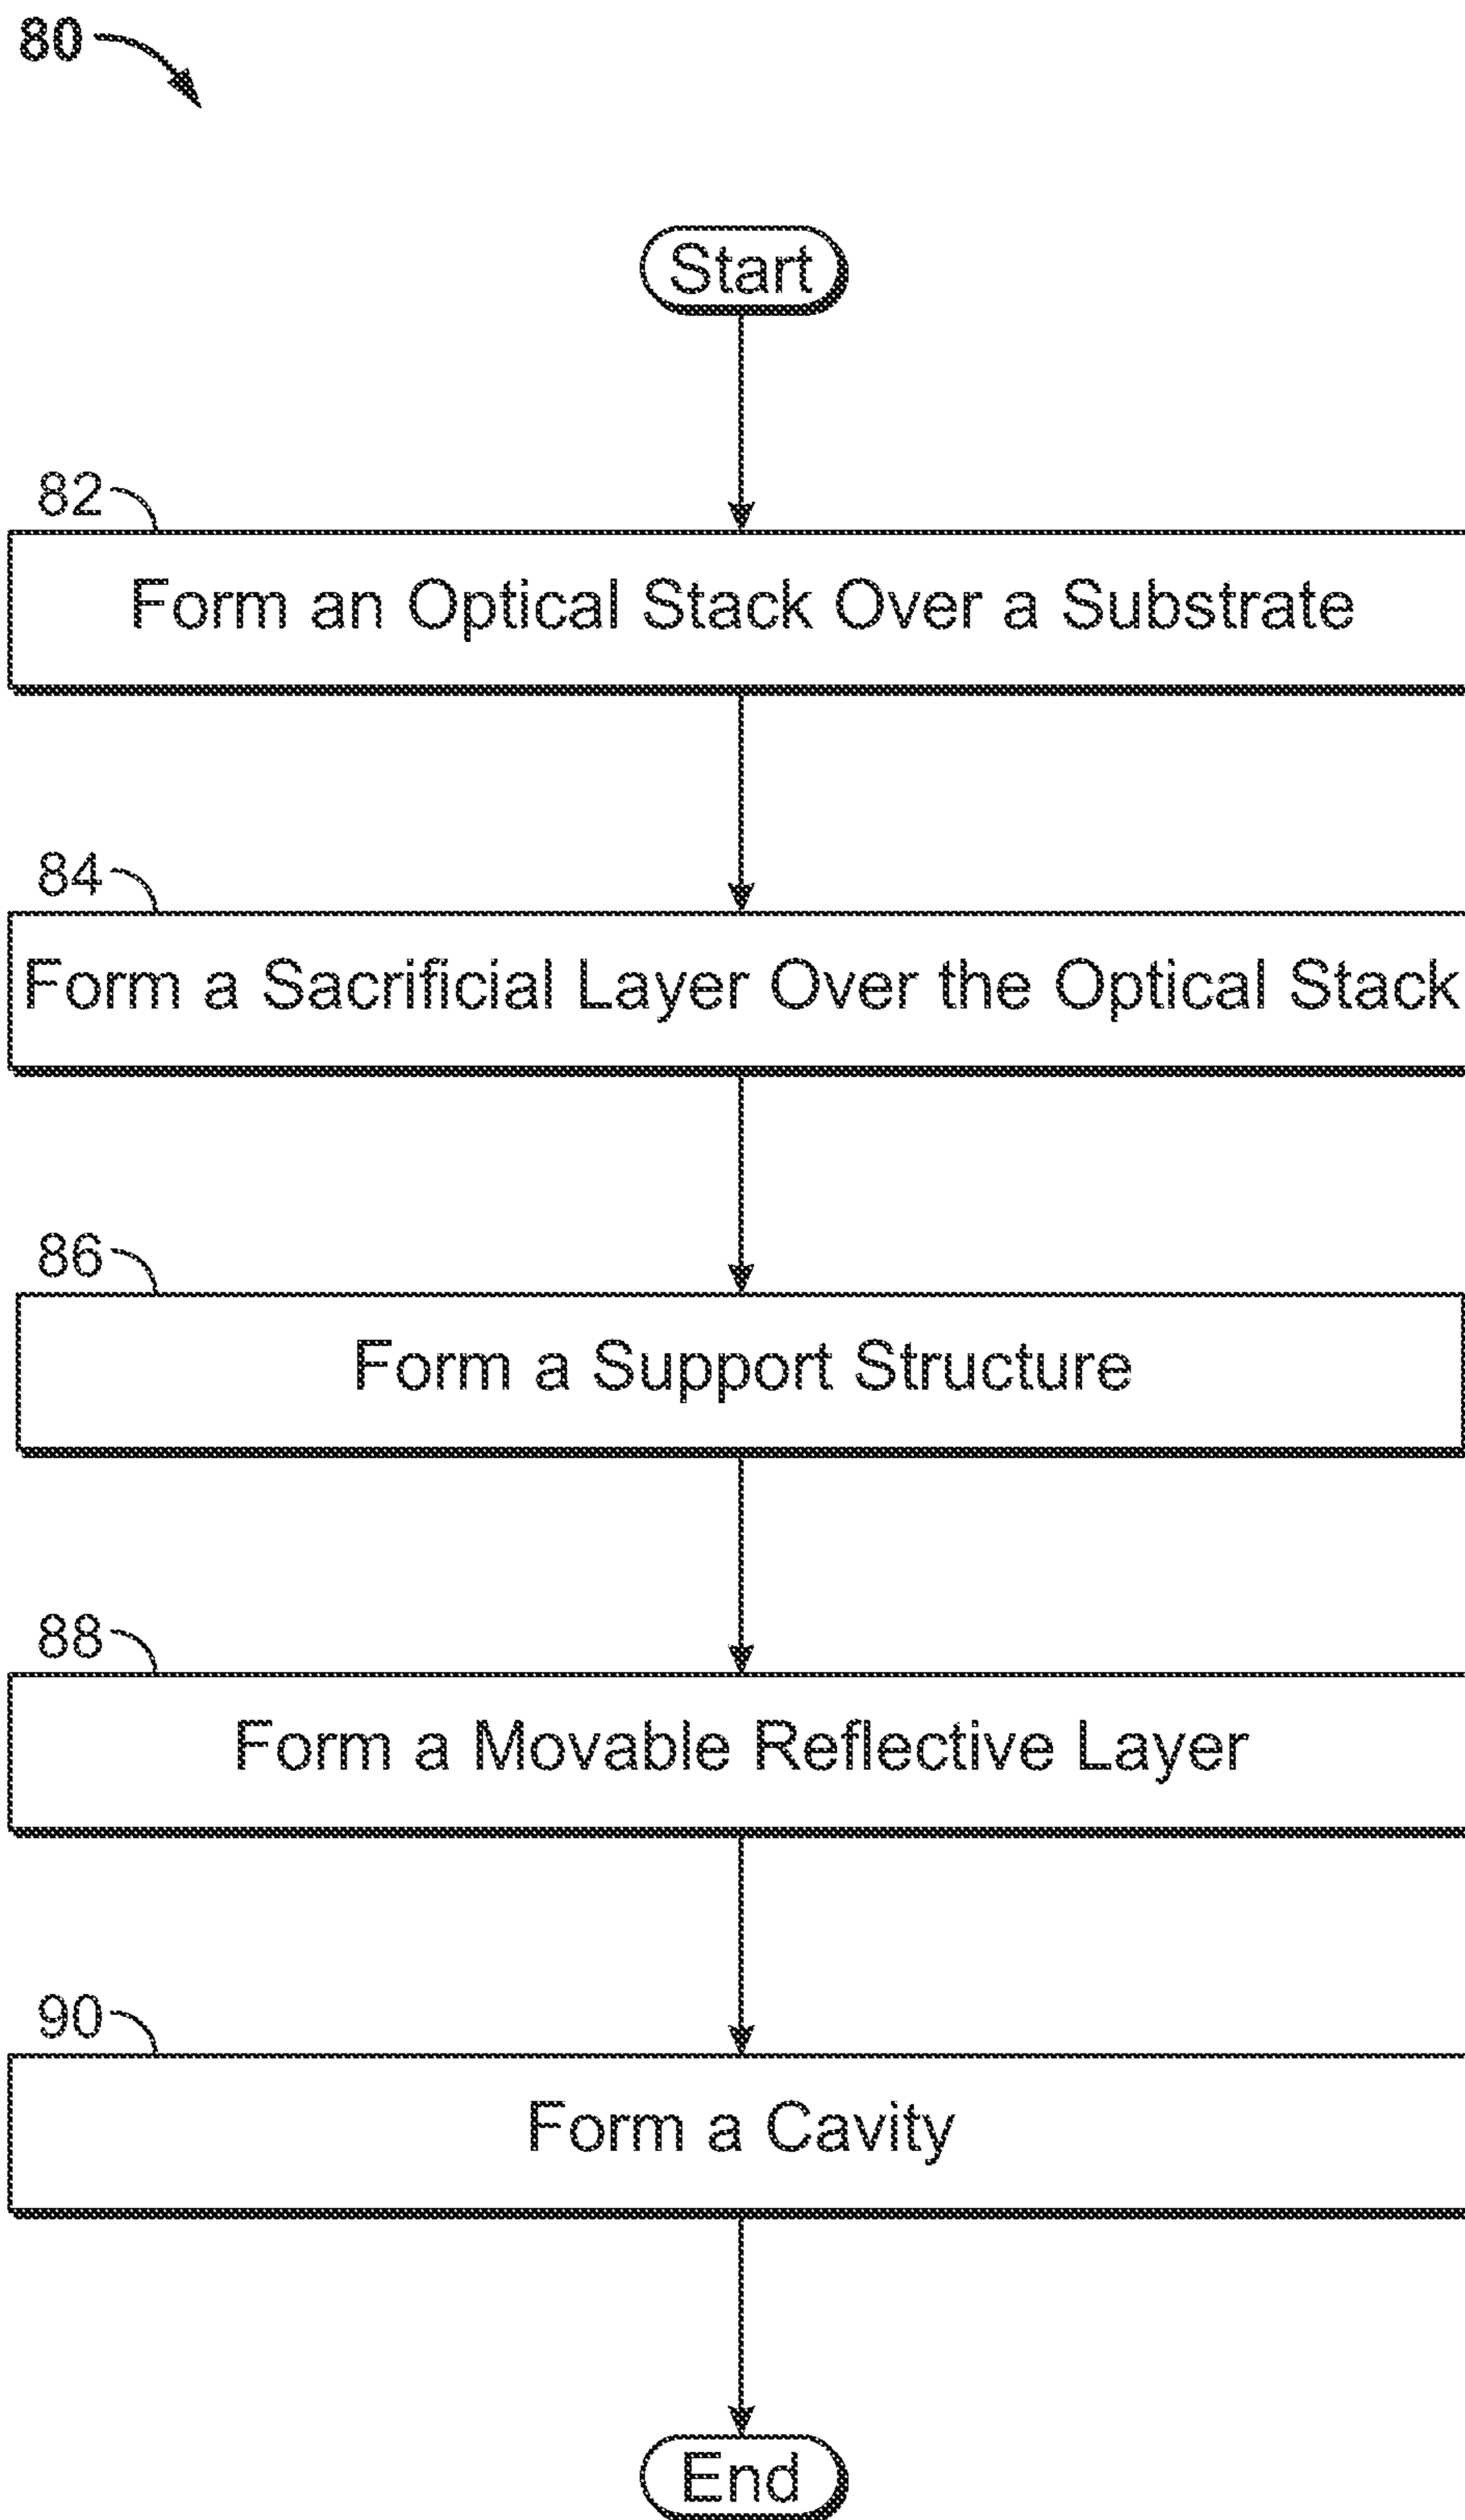 80
Start
82
Form an Optical Stack Over a Substrate
84
Form a Sacrificial Layer Over the Optical Stack
86
Form a Support Structure
88
Form a Movable Reflective Layer
90
Form a Cavity
End